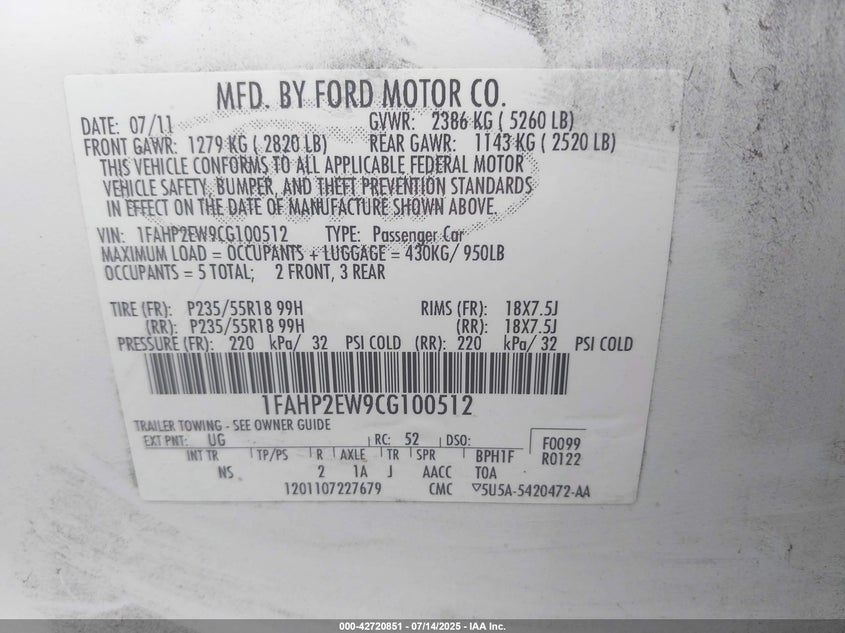 MFD. BY FORD MOTOR CO.
DATE: 07/11 GVWR: 2386 KG ( 5260 LB)
FRONT GAWR: 1279 KG ( 2820 LB) REAR GAWR: 1143 KG ( 2520 LB)
THIS VEHICLE CONFORMS TO ALL APPLICABLE FEDERAL MOTOR
VEHICLE SAFETY, BUMPER, AND THEFT PREVENTION STANDARDS
IN EFFECT ON THE DATE OF MANUFACTURE SHOWN ABOVE.
VIN: 1FAHP2EW9CG100512 TYPE: Passenger Car
MAXIMUM LOAD = OCCUPANTS + LUGGAGE = 430KG/ 950LB
OCCUPANTS = 5 TOTAL; 2 FRONT, 3 REAR
TIRE (FR): P235/55R18 99H RIMS (FR): 18X7.5J
(RR): P235/55R18 99H (RR): 18X7.5J
PRESSURE (FR): 220 kPa/ 32 PSI COLD (RR): 220 kPa/ 32 PSI COLD
1FAHP2EW9CG100512
TRAILER TOWING - SEE OWNER GUIDE
EXT PNT: UG RC: 52 DSO: F0099
INT TR TP/PS R AXLE TR SPR BPH1F R0122
NS 2 1A J AACC TOA
1201107227679 CMC ▽5U5A-5420472-AA
000-42720851 | 07/14/2025 - IAA Inc.